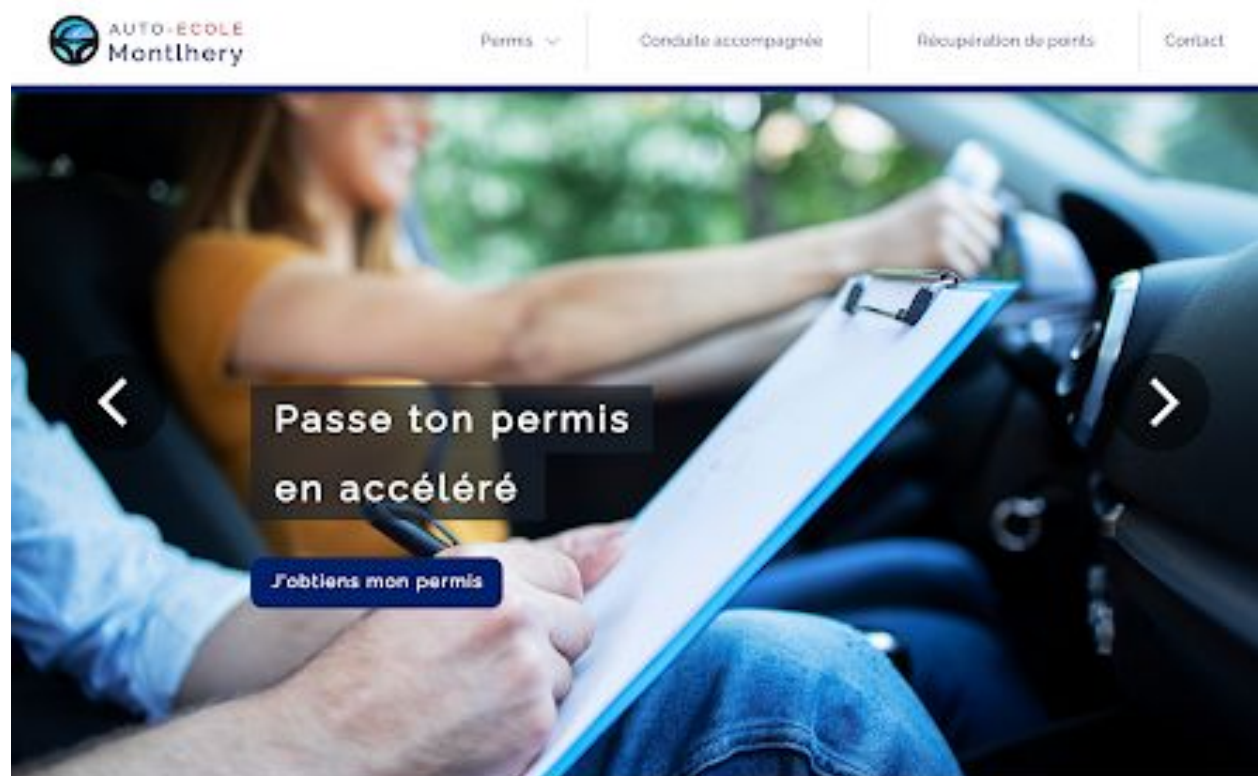 AUTO-ECOLE
Montlhery
Permis
Conduite accompagnée
Récupération de points
Contact
Passe ton permis
en accéléré
J'obtiens mon permis